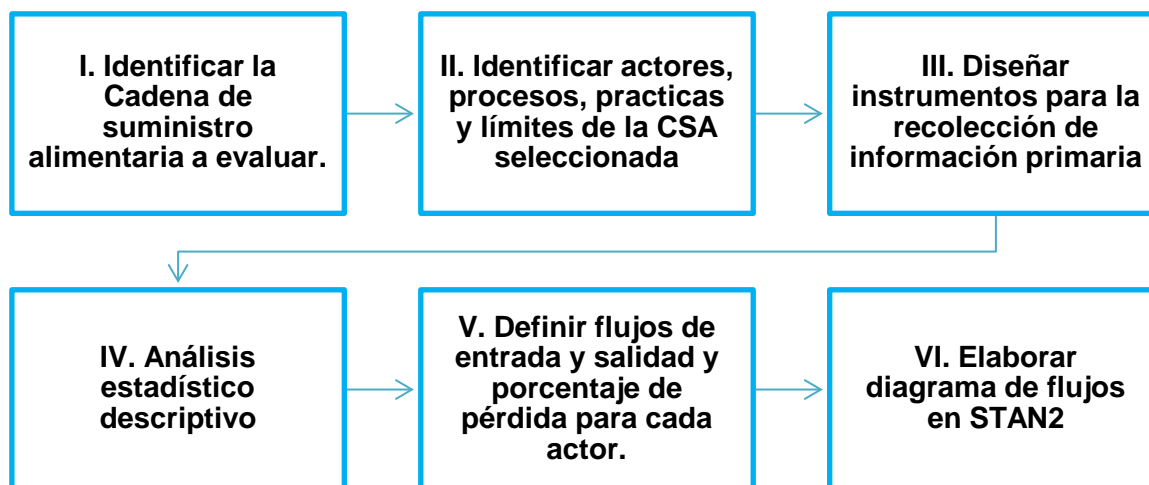 I. Identificar la
Cadena de
suministro
alimentaria a evaluar.
II. Identificar actores,
procesos, practicas
y límites de la CSA
seleccionada
III. Diseñar
instrumentos para la
recolección de
información primaria
IV. Análisis
estadístico
descriptivo
V. Definir flujos de
entrada y salidad y
porcentaje de
pérdida para cada
actor.
VI. Elaborar
diagrama de flujos
en STAN2